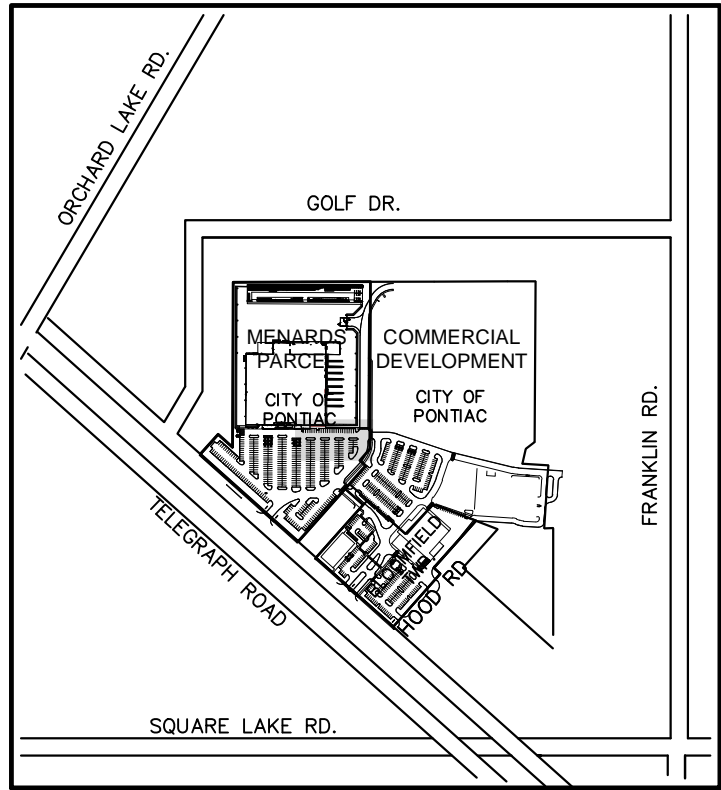 ORCHARD LAKE RD.
GOLF DR.
MENARDS
PARCEL
CITY OF
PONTIAC
COMMERCIAL
DEVELOPMENT
CITY OF
PONTIAC
FRANKLIN RD.
TELEGRAPH ROAD
BLOOMFIELD
TWP
HOOD RD
SQUARE LAKE RD.